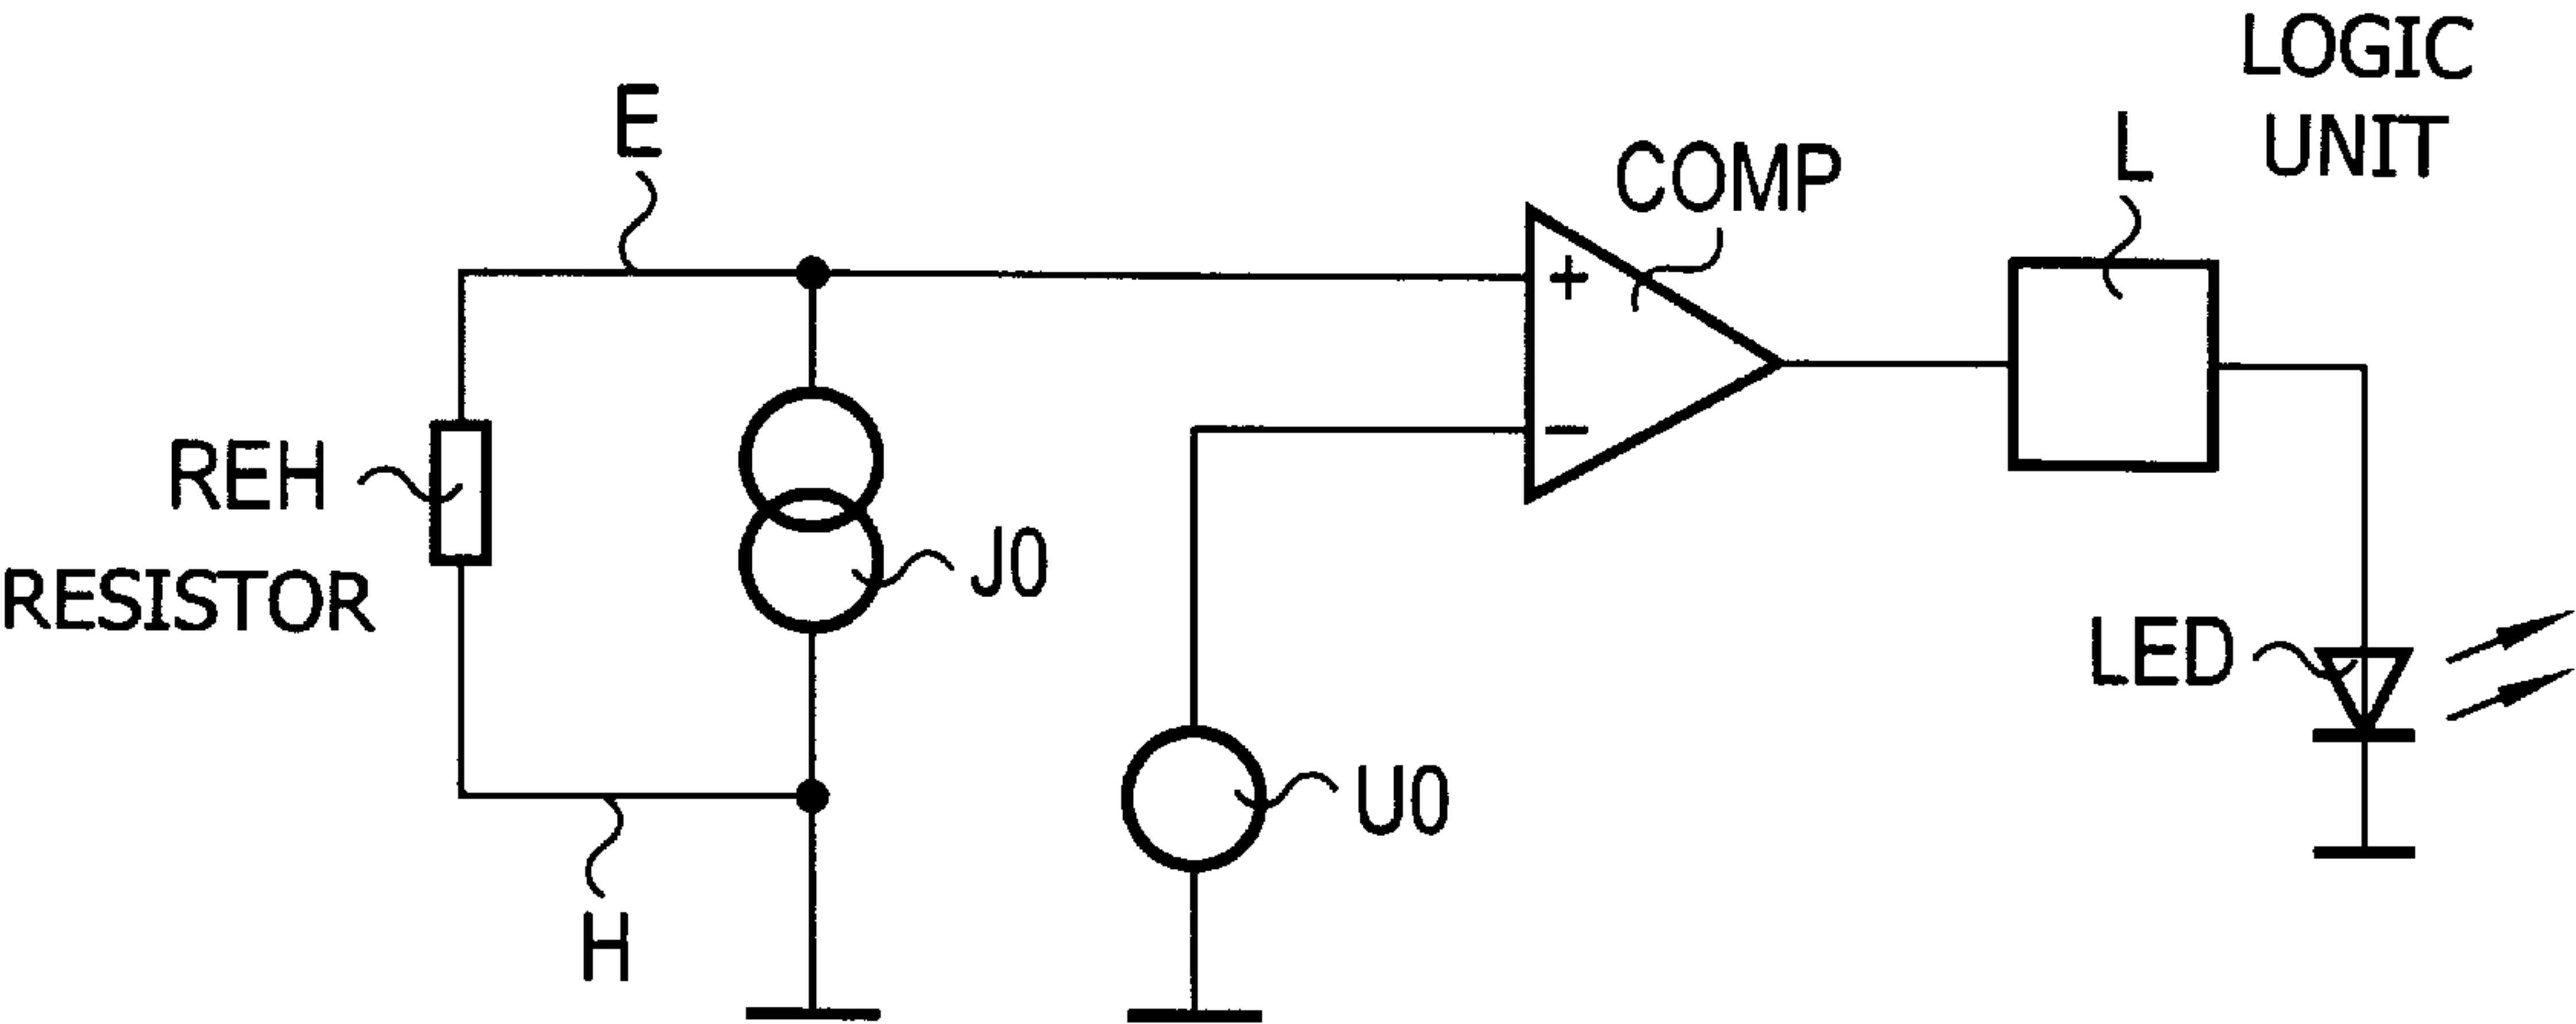 LOGIC
UNIT
E
COMP
L
+
REH
RESISTOR
−
J0
LED
U0
H